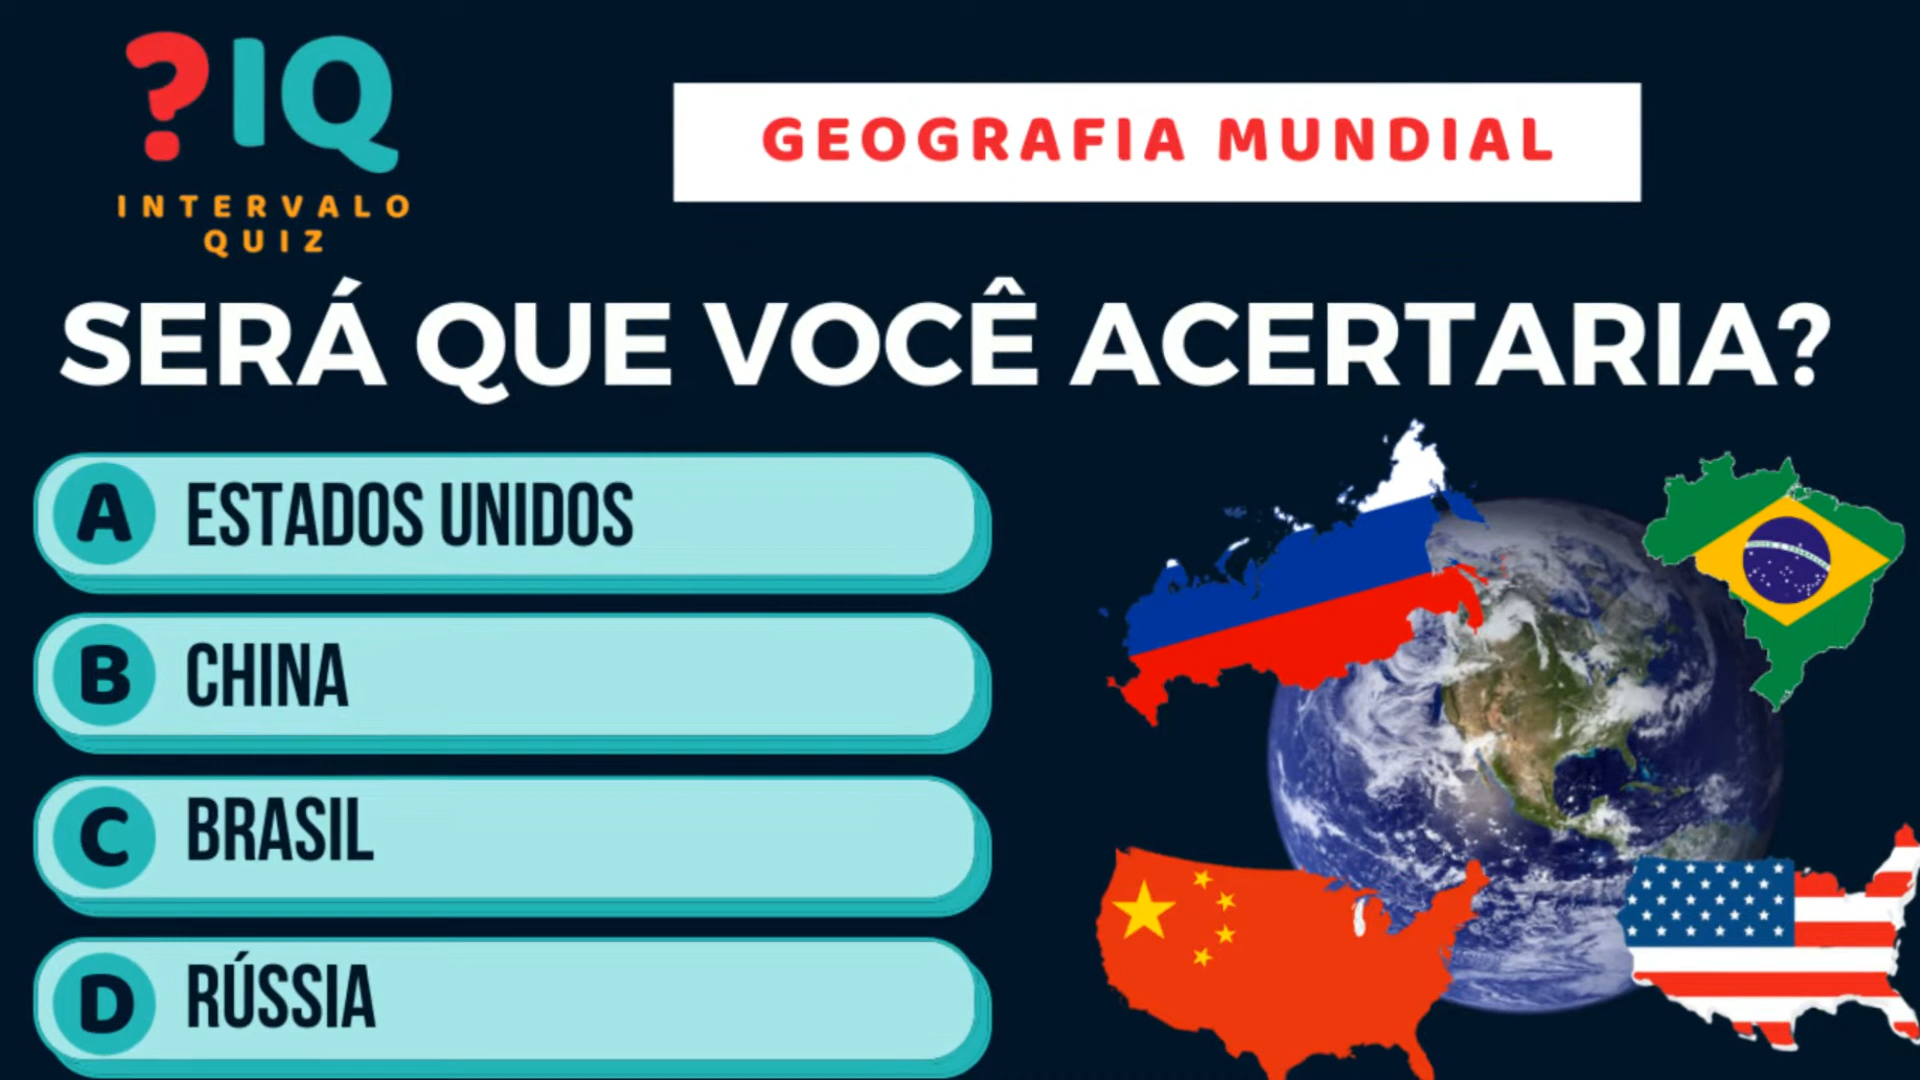 ?IQ
INTERVALO
QUIZ
GEOGRAFIA MUNDIAL
SERÁ QUE VOCÊ ACERTARIA?
A ESTADOS UNIDOS
B CHINA
C BRASIL
D RÚSSIA